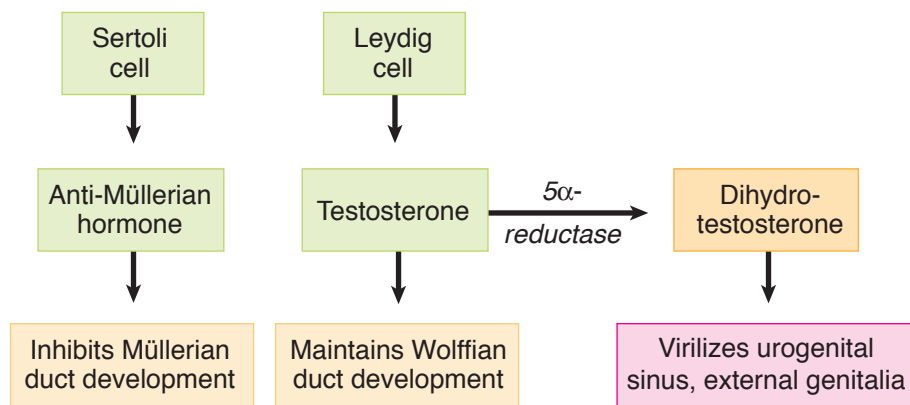 Sertoli
cell
Leydig
cell
Anti-Müllerian
hormone
Testosterone
5α-
reductase
Dihydro-
testosterone
Inhibits Müllerian
duct development
Maintains Wolffian
duct development
Virilizes urogenital
sinus, external genitalia